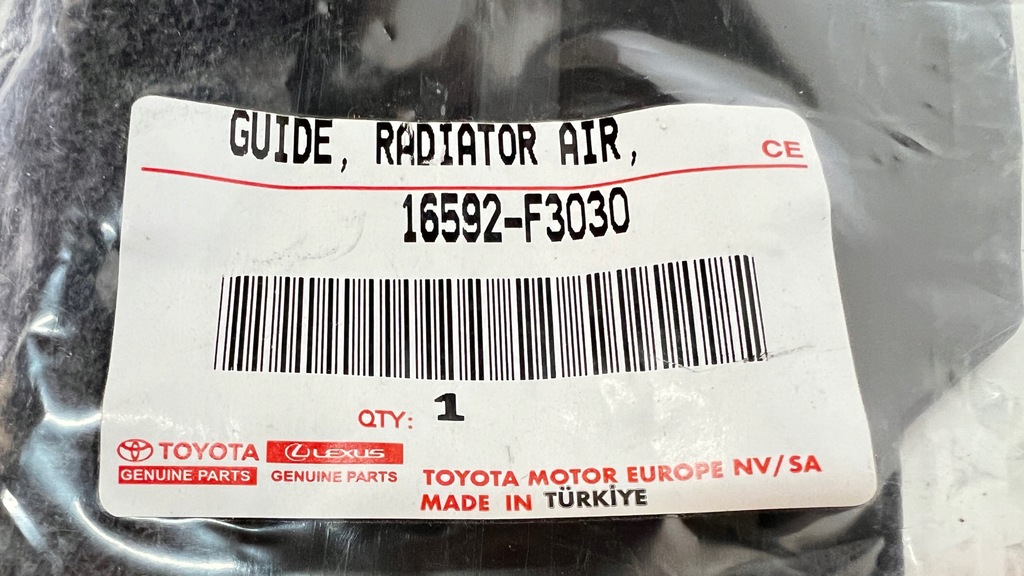 GUIDE, RADIATOR AIR,
CE
16592-F3030
QTY: 1
TOYOTA LEXUS
GENUINE PARTS GENUINE PARTS
TOYOTA MOTOR EUROPE NV/SA
MADE IN TÜRKİYE